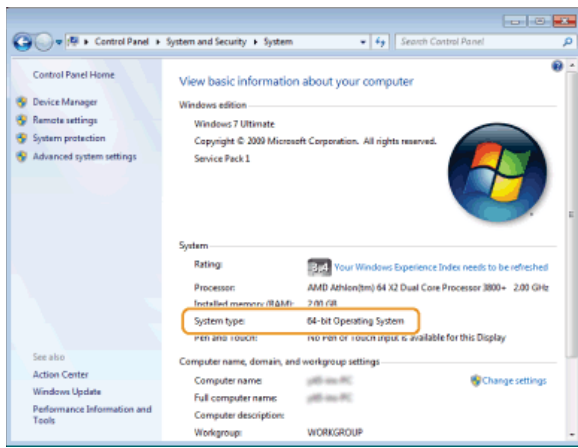 Control Panel ▸ System and Security ▸ System
Search Control Panel
Control Panel Home
Device Manager
Remote settings
System protection
Advanced system settings
See also
Action Center
Windows Update
Performance Information and
Tools
View basic information about your computer
Windows edition
Windows 7 Ultimate
Copyright © 2009 Microsoft Corporation. All rights reserved.
Service Pack 1
System
Rating: 3.4 Your Windows Experience Index needs to be refreshed
Processor: AMD Athlon(tm) 64 X2 Dual Core Processor 3800+ 2.00 GHz
Installed memory (RAM): 2.00 GB
System type: 64-bit Operating System
Pen and Touch: No Pen or Touch Input is available for this Display
Computer name, domain, and workgroup settings
Computer name:
Change settings
Full computer name:
Computer description:
Workgroup: WORKGROUP